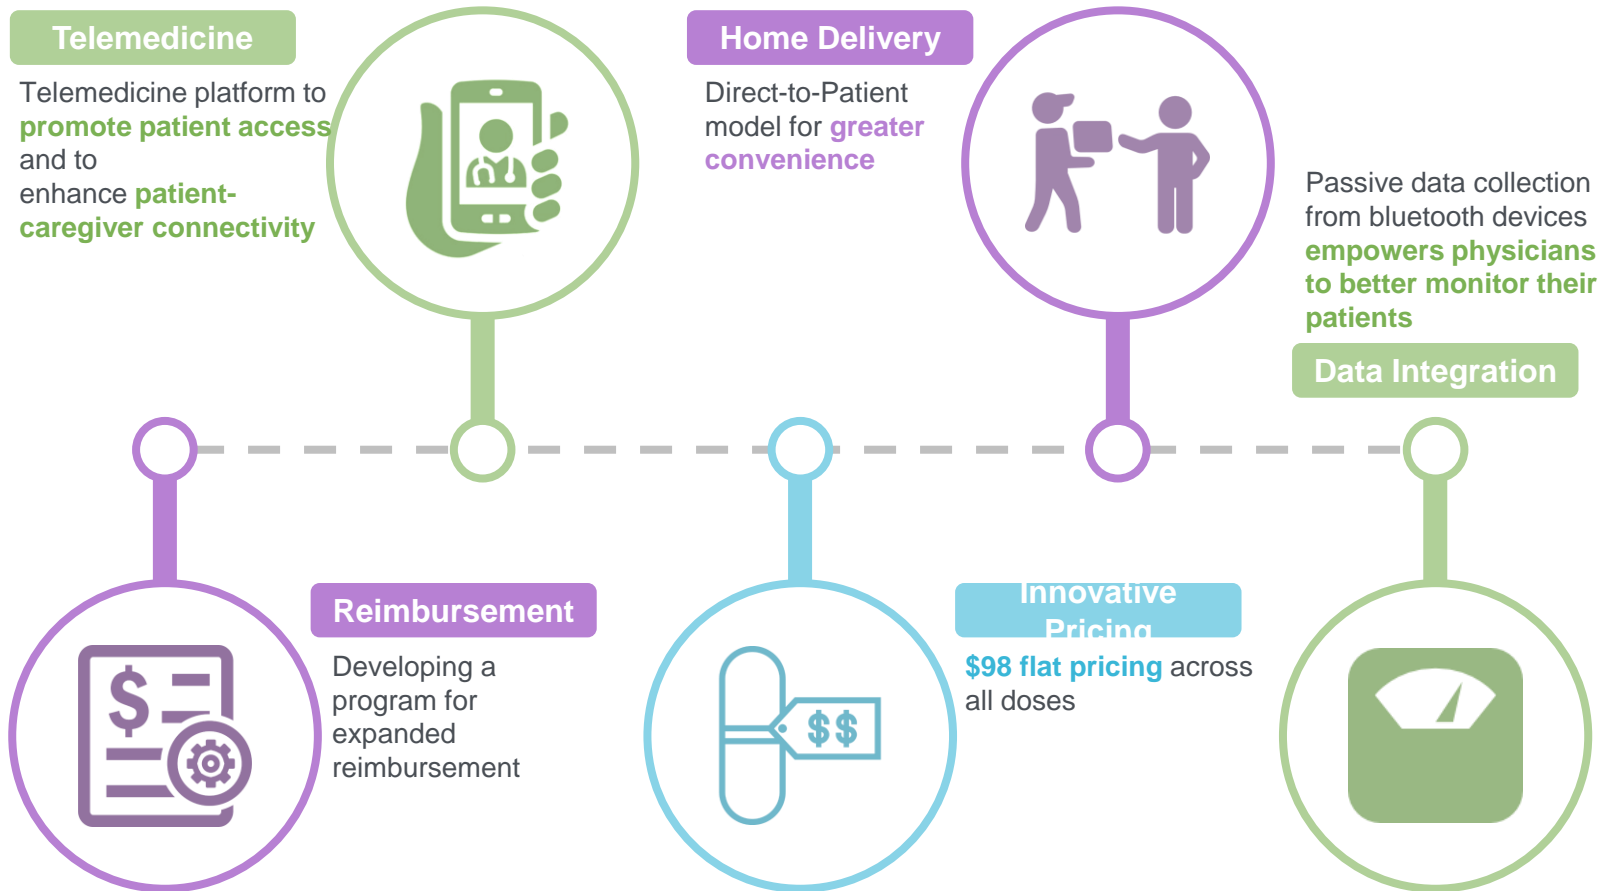 Telemedicine
Telemedicine platform to
promote patient access
and to
enhance patient-
caregiver connectivity
Home Delivery
Direct-to-Patient
model for greater
convenience
Passive data collection
from bluetooth devices
empowers physicians
to better monitor their
patients
Data Integration
Reimbursement
Developing a
program for
expanded
reimbursement
$
Innovative
Pricing
$98 flat pricing across
all doses
$$